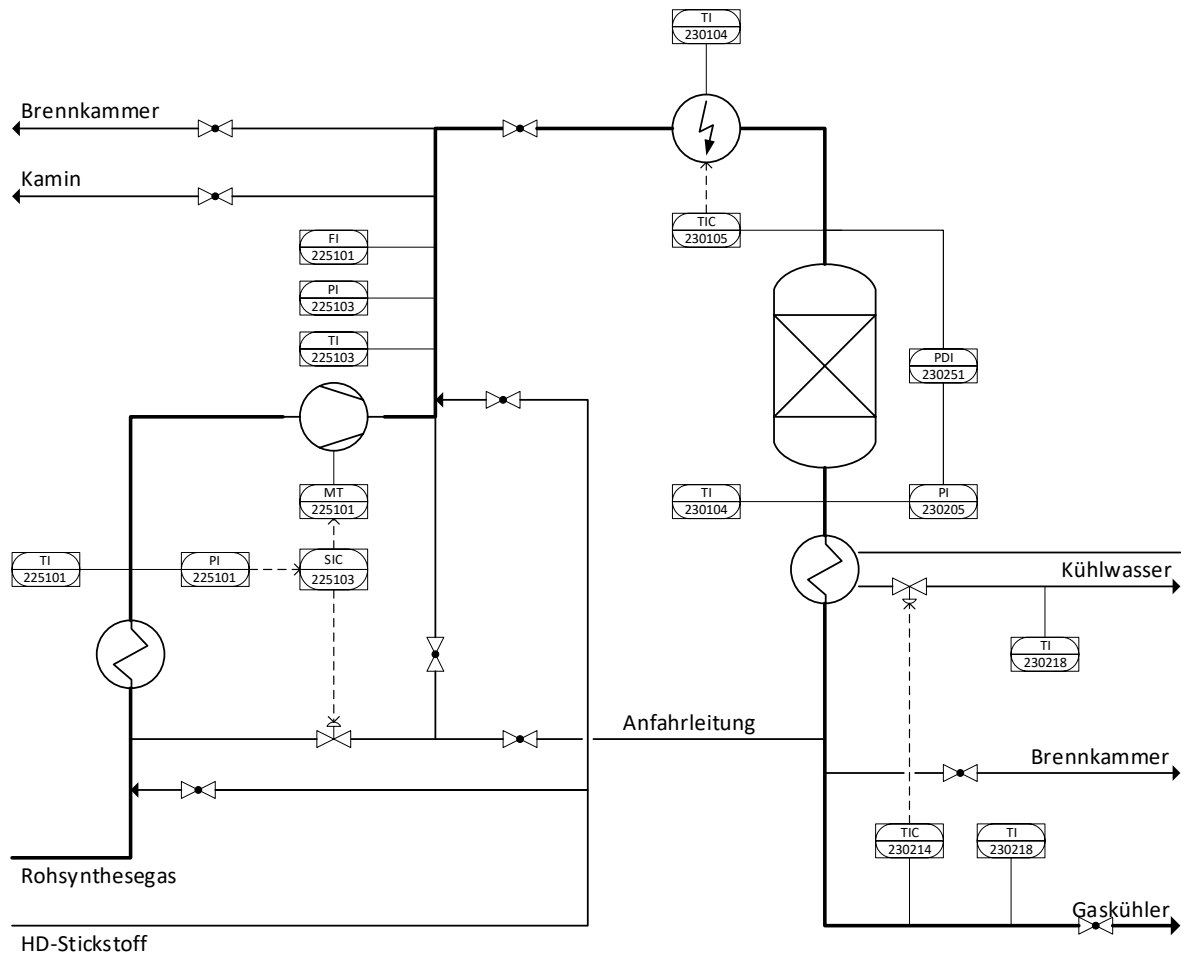 TI
230104
Brennkammer
Kamin
TIC
230105
FI
225101
PI
225103
TI
225103
PDI
230251
MT
225101
TI
230104
PI
230205
TI
225101
PI
225101
SIC
225103
Kühlwasser
TI
230218
Anfahrleitung
Brennkammer
TIC
230214
TI
230218
Rohsynthesegas
Gaskühler
HD-Stickstoff